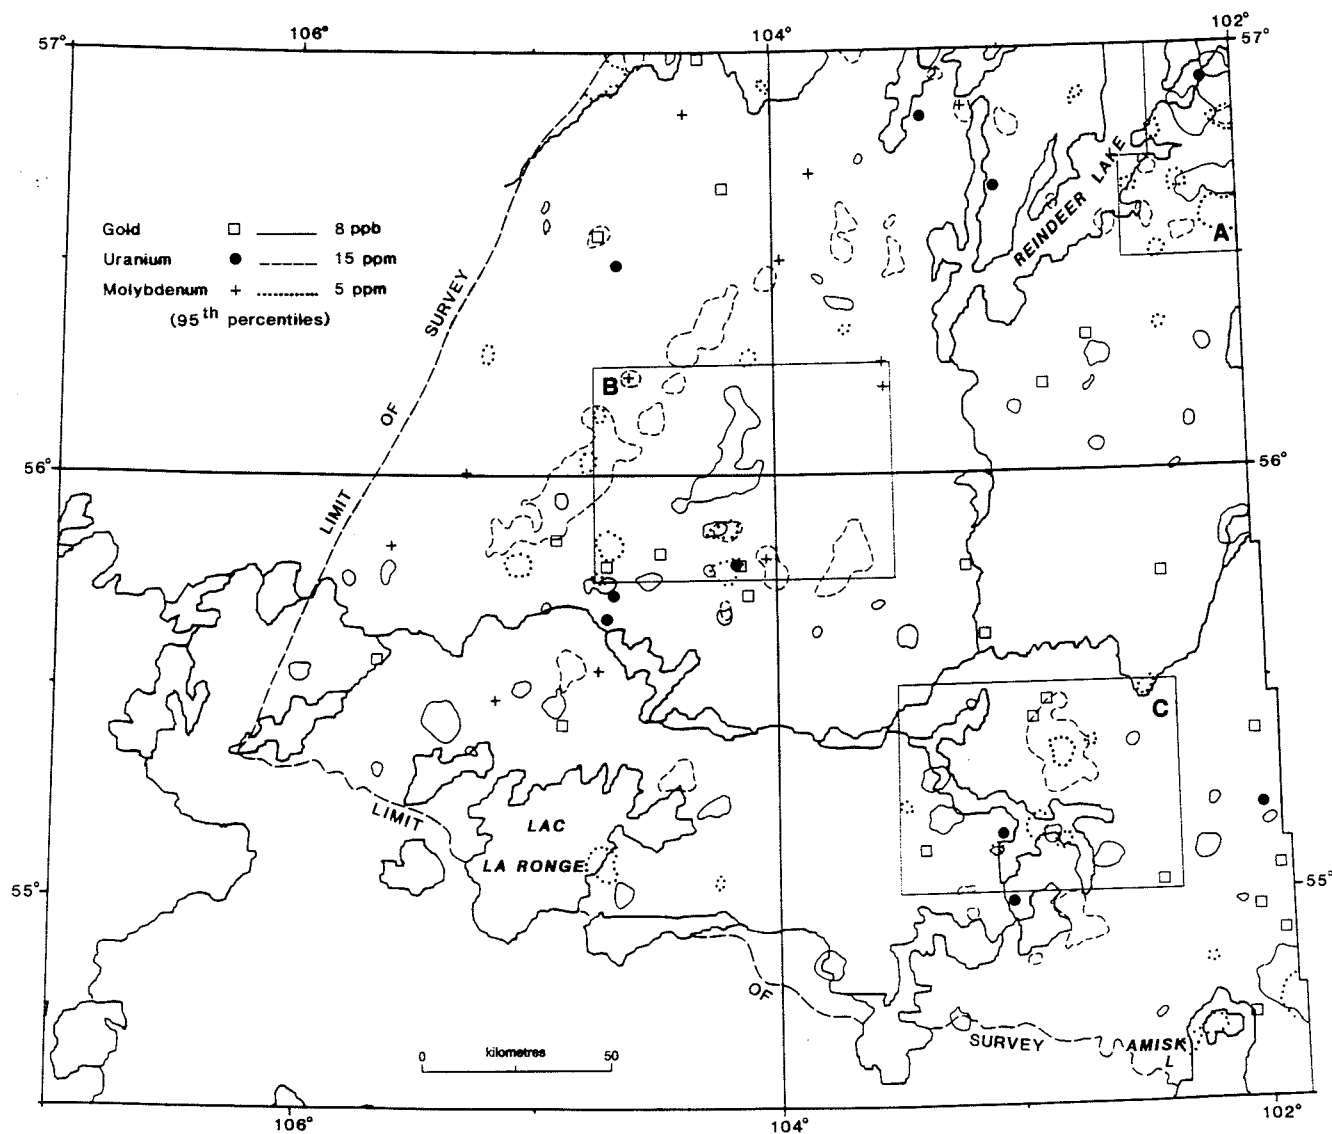 106° 104° 102°
57° 57°
Gold 8 ppb
Uranium 15 ppm
Molybdenum + 5 ppm
(95th percentiles)
LIMIT OF SURVEY
REINDEER LAKE
A
B
56° 56°
C
LIMIT OF SURVEY
LAC
LA RONGE
55° 55°
AMISK
L
0 kilometres 50
106° 104° 102°